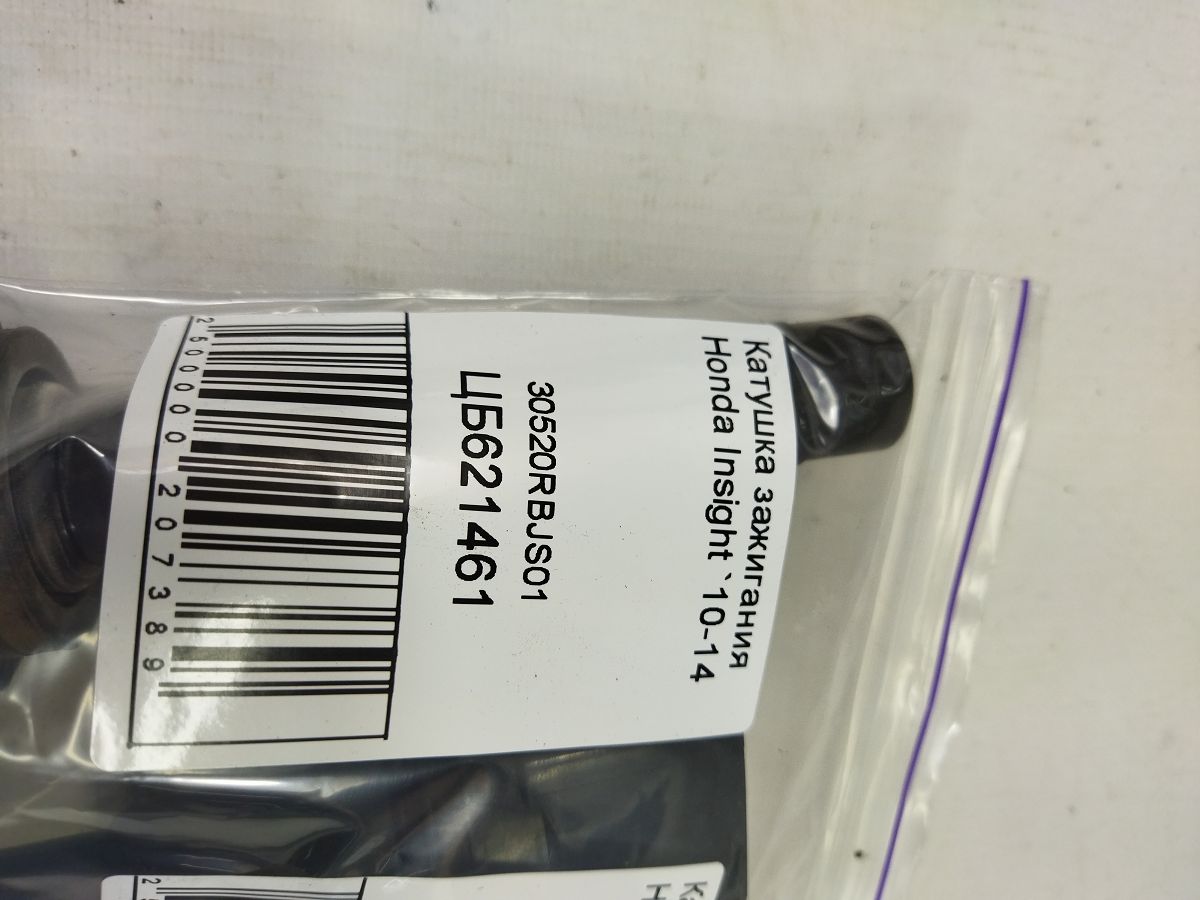 Катушка зажигания
Honda Insight `10-14
30520RBJS01
ЦБ621461
2500000207389